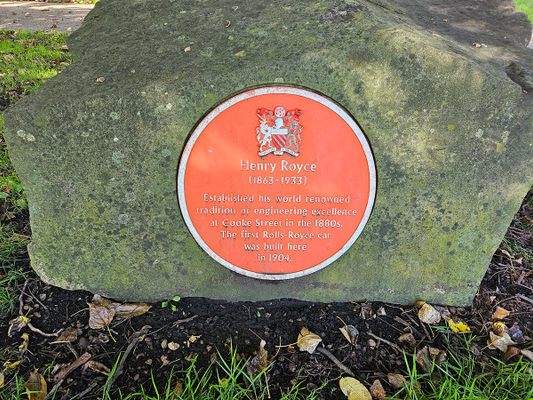 Henry Royce
(1863-1933)
Established his world renowned
tradition of engineering excellence
at Cooke Street in the 1880s.
The first Rolls-Royce car
was built here
in 1904.